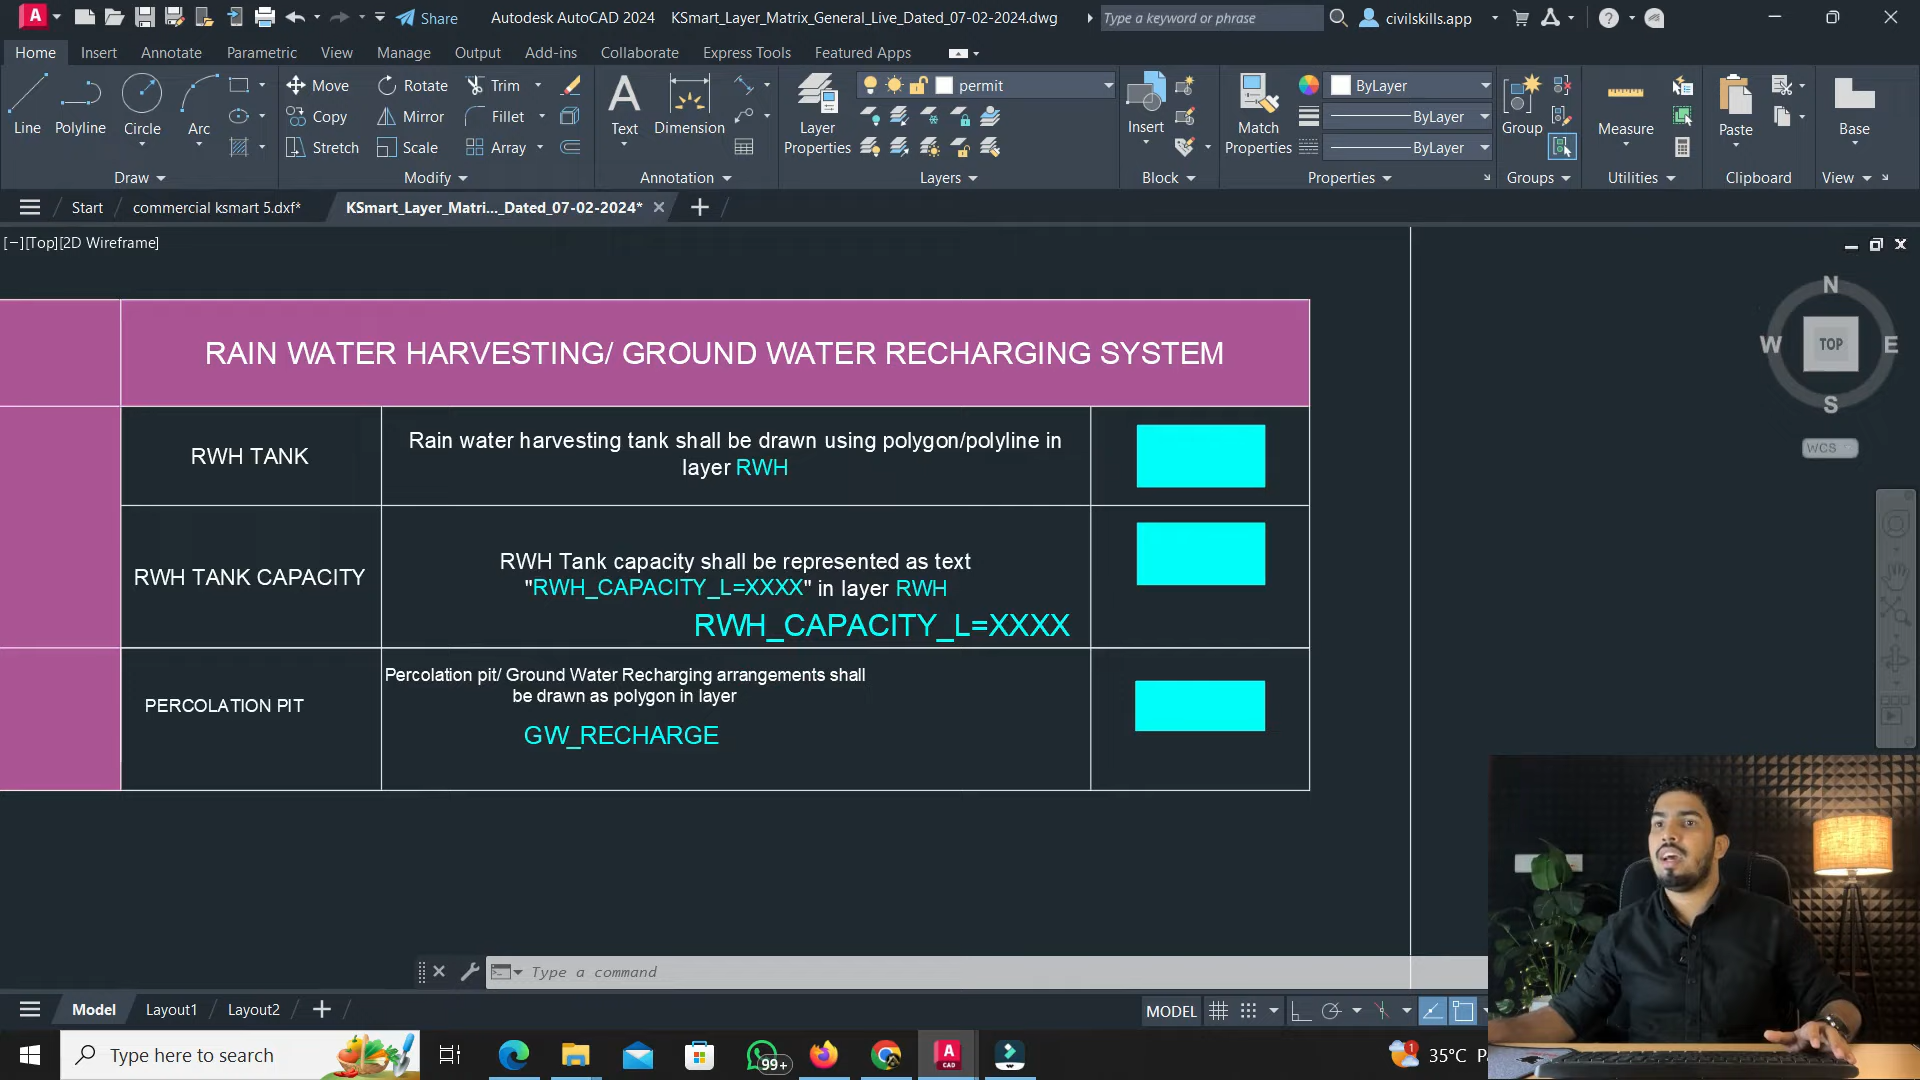 Share
Autodesk AutoCAD 2024
KSmart_Layer_Matrix_General_Live_Dated_07-02-2024.dwg
Type a keyword or phrase
civilskills.app
Home
Insert
Annotate
Parametric
View
Manage
Output
Add-ins
Collaborate
Express Tools
Featured Apps
Line
Polyline
Circle
Arc
Draw
Move
Rotate
Trim
Copy
Mirror
Fillet
Stretch
Scale
Array
Modify
Text
Dimension
Annotation
Layer
Properties
permit
Layers
Insert
Block
Match
Properties
ByLayer
ByLayer
ByLayer
Properties
Group
Groups
Measure
Utilities
Paste
Clipboard
Base
View
Start
commercial ksmart 5.dxf*
KSmart_Layer_Matri..._Dated_07-02-2024*
[−][Top][2D Wireframe]
N
W
TOP
E
S
WCS
RAIN WATER HARVESTING/ GROUND WATER RECHARGING SYSTEM
RWH TANK
Rain water harvesting tank shall be drawn using polygon/polyline in
layer RWH
RWH TANK CAPACITY
RWH Tank capacity shall be represented as text
"RWH_CAPACITY_L=XXXX" in layer RWH
RWH_CAPACITY_L=XXXX
PERCOLATION PIT
Percolation pit/ Ground Water Recharging arrangements shall
be drawn as polygon in layer
GW_RECHARGE
Type a command
Model
Layout1
Layout2
MODEL
Type here to search
99+
A
CAD
1
35°C